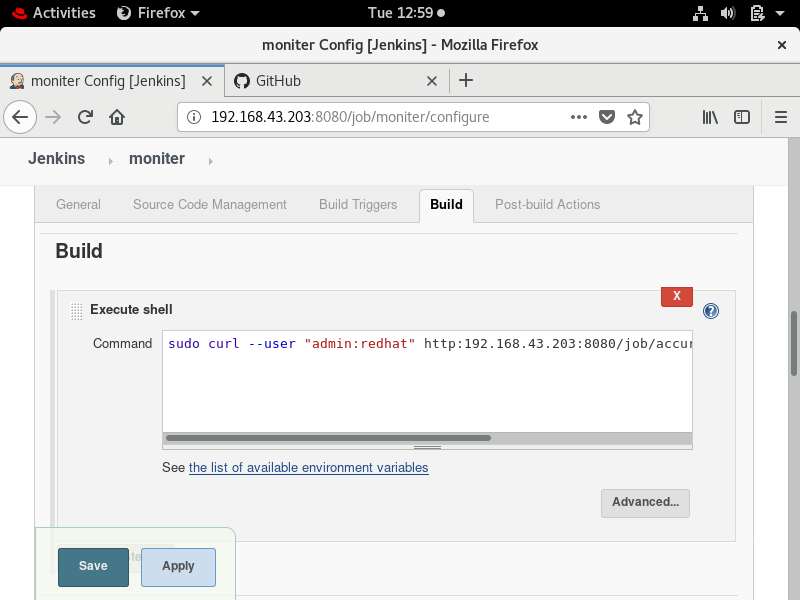 Activities Firefox Tue 12:59
moniter Config [Jenkins] - Mozilla Firefox
moniter Config [Jenkins] GitHub
192.168.43.203:8080/job/moniter/configure
Jenkins moniter
General Source Code Management Build Triggers Build Post-build Actions
Build
X
Execute shell
?
Command sudo curl --user "admin:redhat" http:192.168.43.203:8080/job/accur
See the list of available environment variables
Advanced...
Save Apply